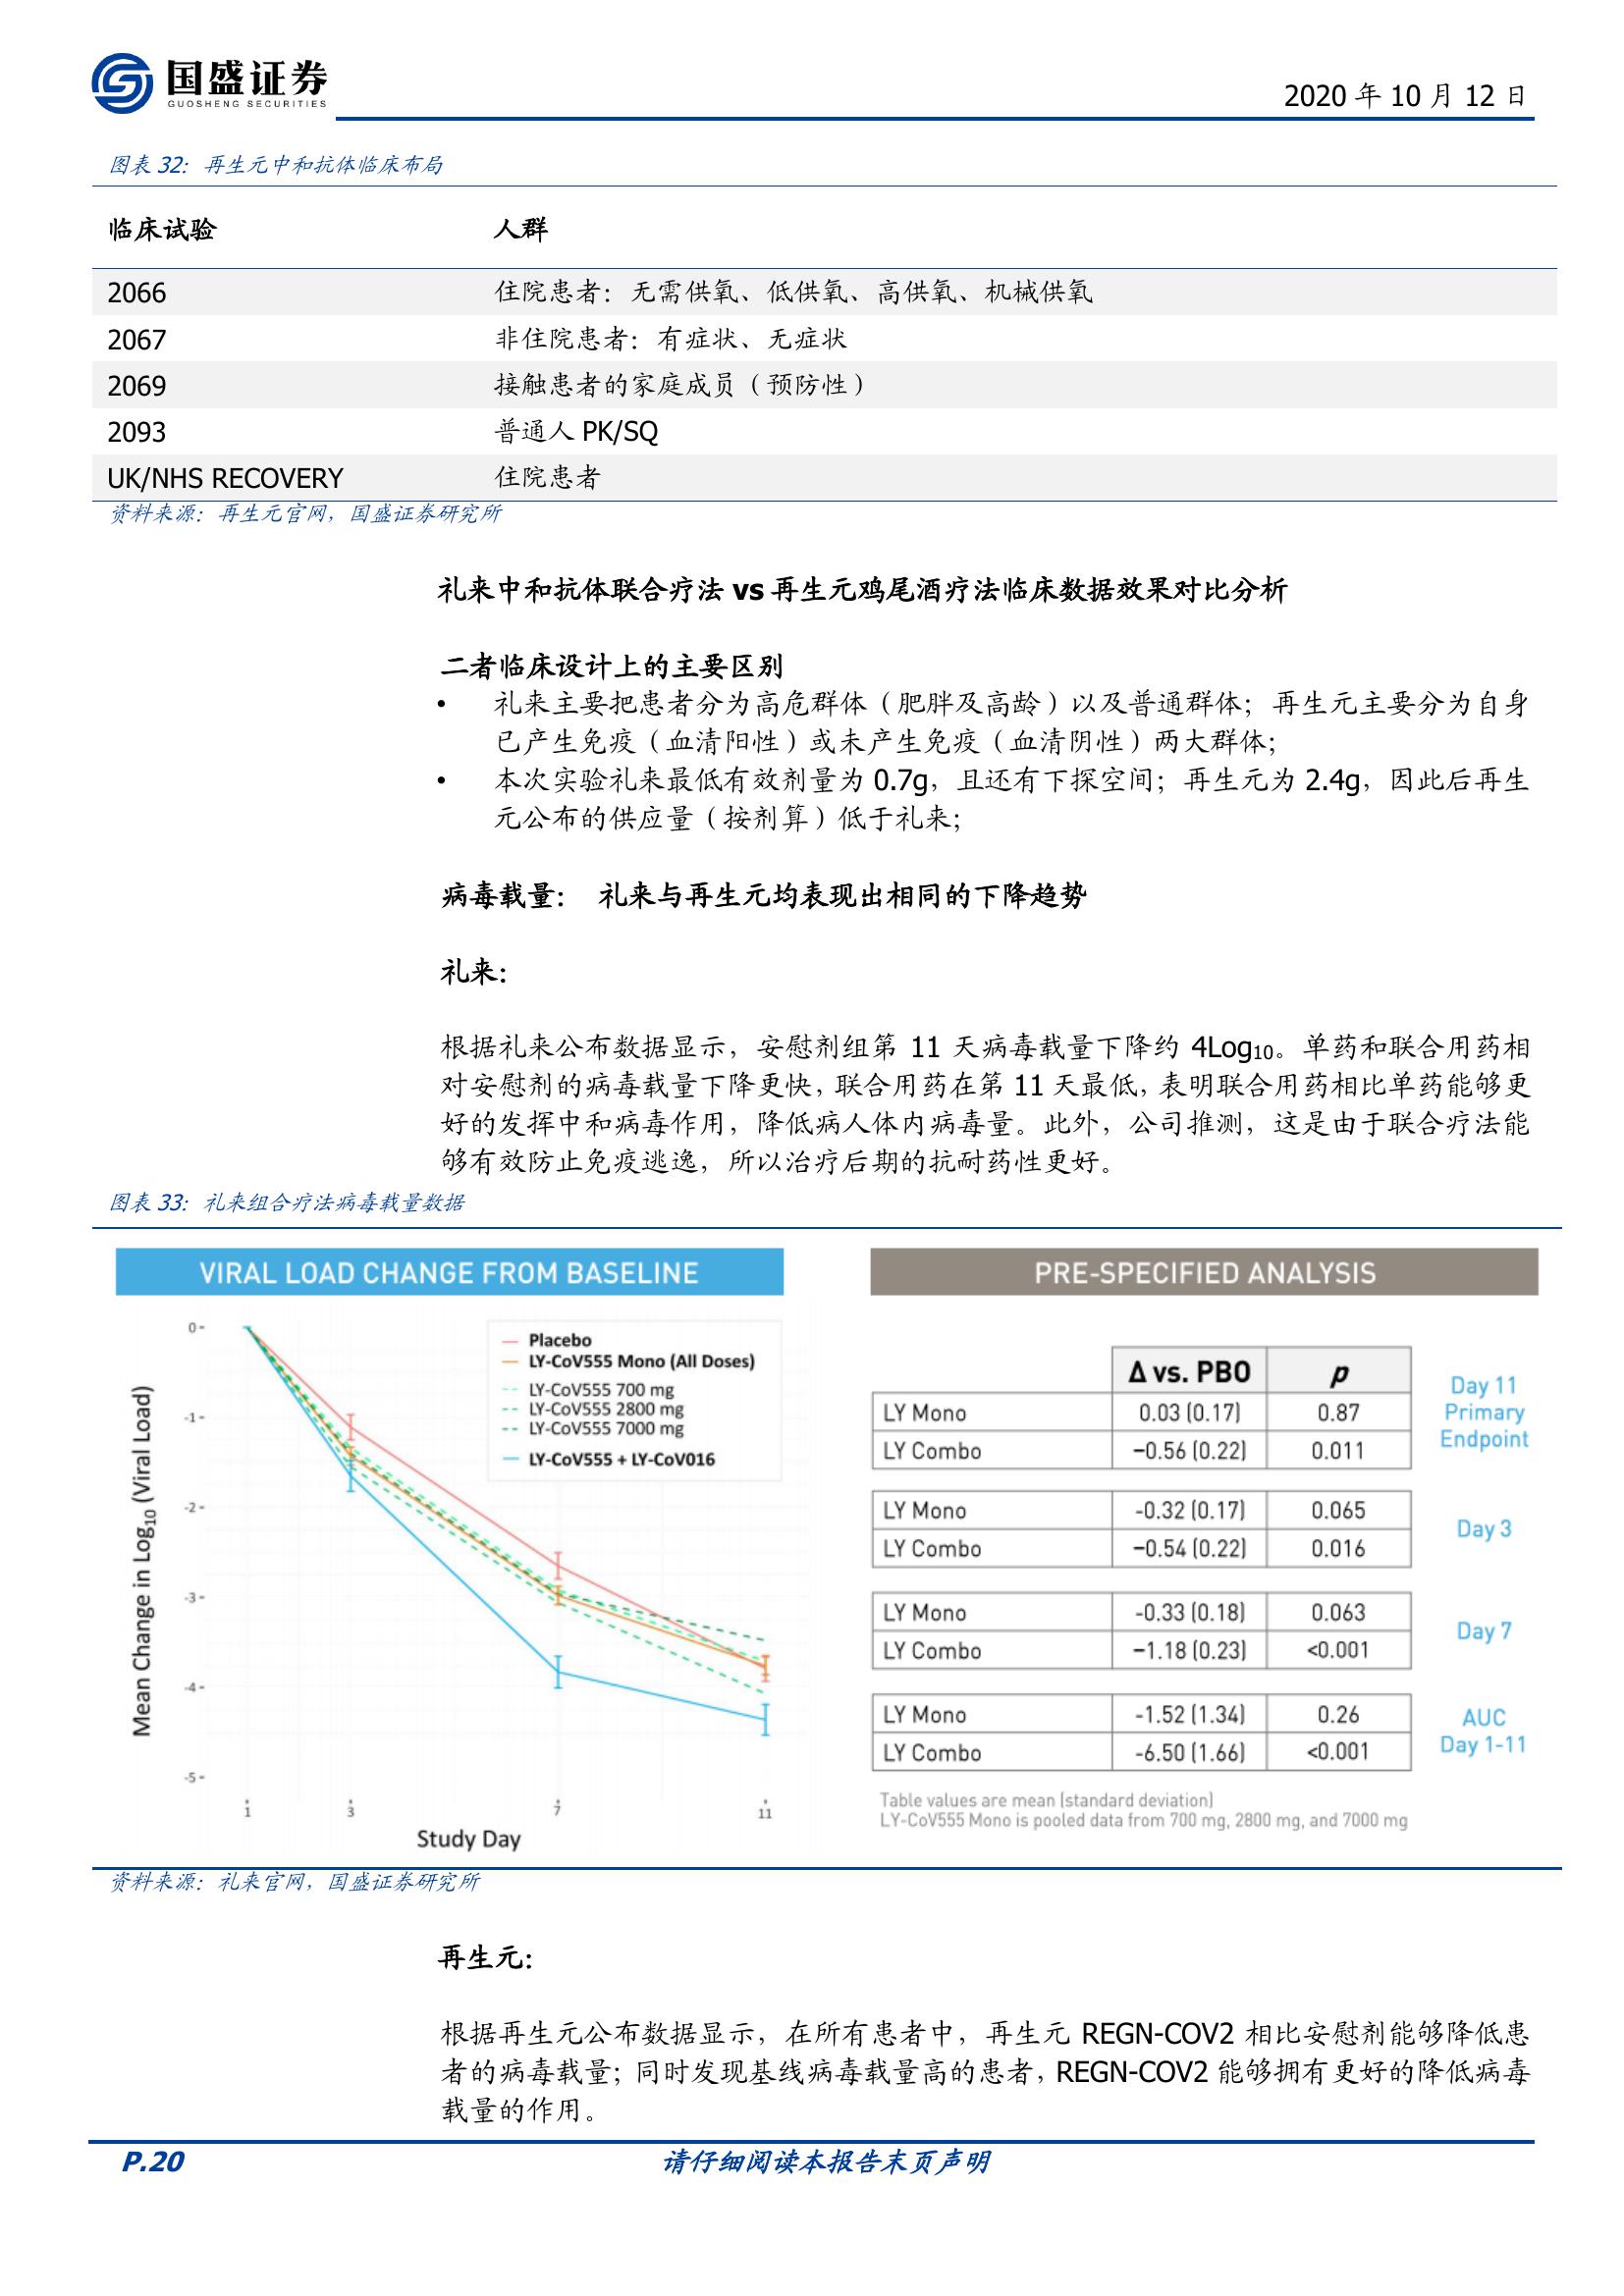 国盛证券
GUOSHENG SECURITIES
2020 年 10 月 12 日
图表 32：再生元中和抗体临床布局
临床试验 人群
2066 住院患者：无需供氧、低供氧、高供氧、机械供氧
2067 非住院患者：有症状、无症状
2069 接触患者的家庭成员（预防性）
2093 普通人 PK/SQ
UK/NHS RECOVERY 住院患者
资料来源：再生元官网，国盛证券研究所
礼来中和抗体联合疗法 vs 再生元鸡尾酒疗法临床数据效果对比分析
二者临床设计上的主要区别
• 礼来主要把患者分为高危群体（肥胖及高龄）以及普通群体；再生元主要分为自身
已产生免疫（血清阳性）或未产生免疫（血清阴性）两大群体；
• 本次实验礼来最低有效剂量为 0.7g，且还有下探空间；再生元为 2.4g，因此后再生
元公布的供应量（按剂算）低于礼来；
病毒载量： 礼来与再生元均表现出相同的下降趋势
礼来：
根据礼来公布数据显示，安慰剂组第 11 天病毒载量下降约 4Log10。单药和联合用药相
对安慰剂的病毒载量下降更快，联合用药在第 11 天最低，表明联合用药相比单药能够更
好的发挥中和病毒作用，降低病人体内病毒量。此外，公司推测，这是由于联合疗法能
够有效防止免疫逃逸，所以治疗后期的抗耐药性更好。
图表 33：礼来组合疗法病毒载量数据
VIRAL LOAD CHANGE FROM BASELINE
Mean Change in Log10 (Viral Load)
0
-1
-2
-3
-4
-5
Placebo
LY-CoV555 Mono (All Doses)
LY-CoV555 700 mg
LY-CoV555 2800 mg
LY-CoV555 7000 mg
LY-CoV555 + LY-CoV016
1 3 7 11
Study Day
PRE-SPECIFIED ANALYSIS
Δ vs. PBO p
LY Mono 0.03 (0.17) 0.87
LY Combo −0.56 (0.22) 0.011
Day 11
Primary
Endpoint
LY Mono -0.32 (0.17) 0.065
LY Combo −0.54 (0.22) 0.016
Day 3
LY Mono -0.33 (0.18) 0.063
LY Combo −1.18 (0.23) <0.001
Day 7
LY Mono -1.52 (1.34) 0.26
LY Combo -6.50 (1.66) <0.001
AUC
Day 1-11
Table values are mean (standard deviation)
LY-CoV555 Mono is pooled data from 700 mg, 2800 mg, and 7000 mg
资料来源：礼来官网，国盛证券研究所
再生元：
根据再生元公布数据显示，在所有患者中，再生元 REGN-COV2 相比安慰剂能够降低患
者的病毒载量；同时发现基线病毒载量高的患者，REGN-COV2 能够拥有更好的降低病毒
载量的作用。
P.20
请仔细阅读本报告末页声明